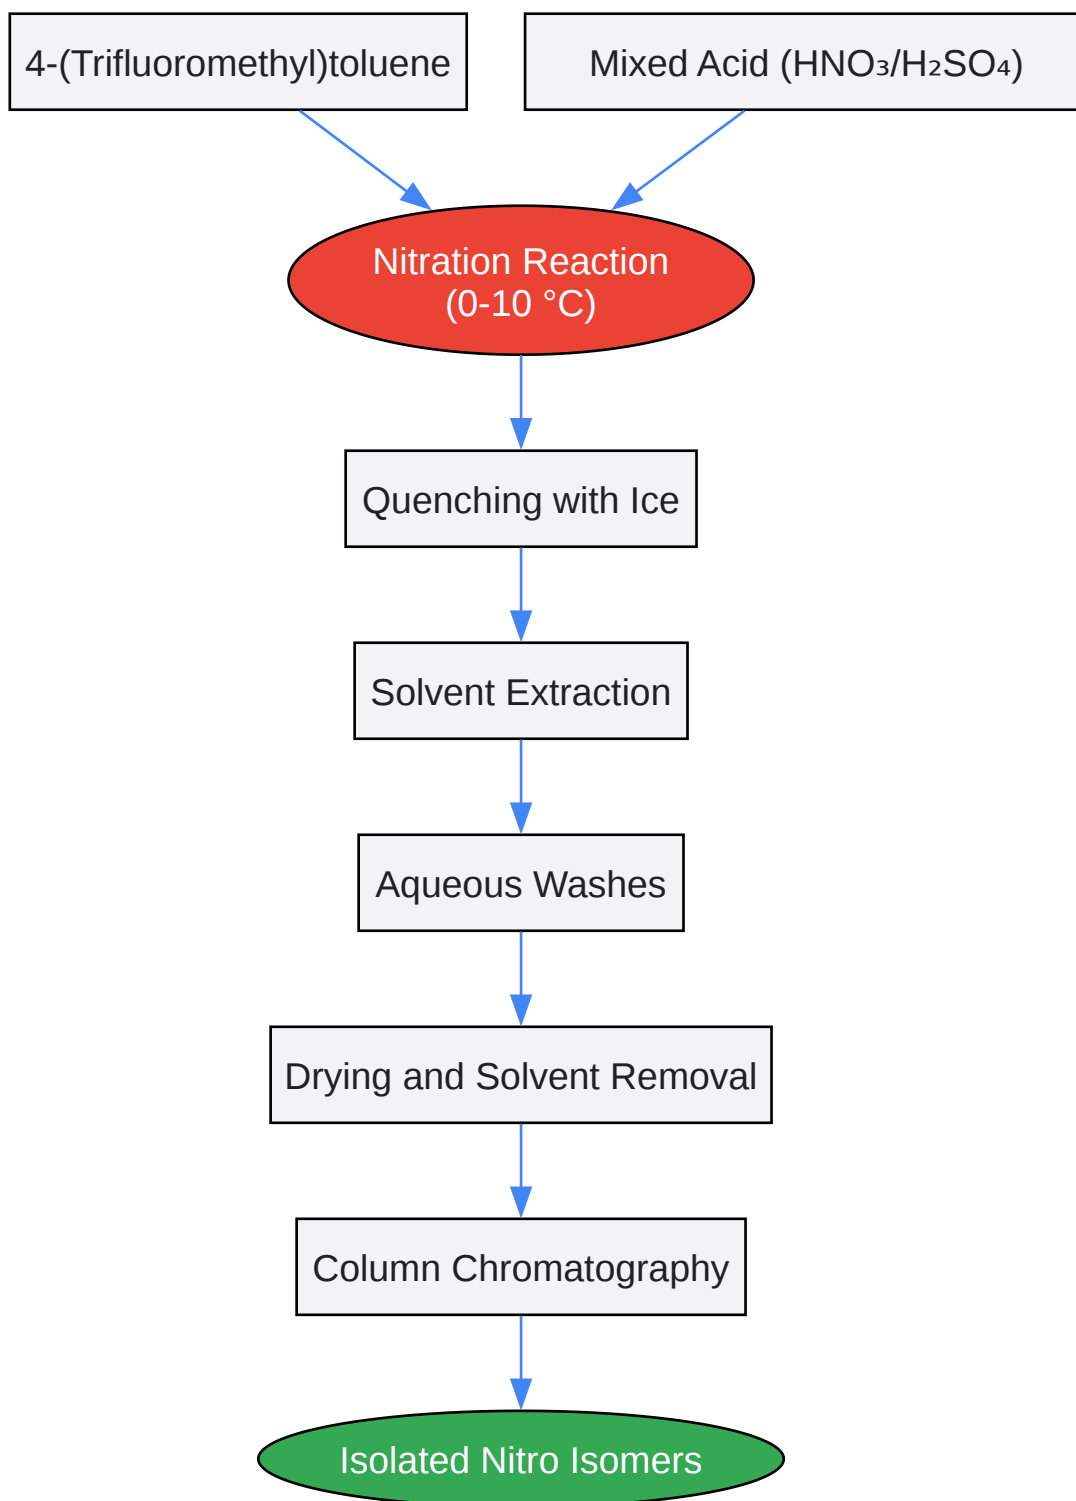 4-(Trifluoromethyl)toluene
Mixed Acid (HNO₃/H₂SO₄)
Nitration Reaction
(0-10 °C)
Quenching with Ice
Solvent Extraction
Aqueous Washes
Drying and Solvent Removal
Column Chromatography
Isolated Nitro Isomers